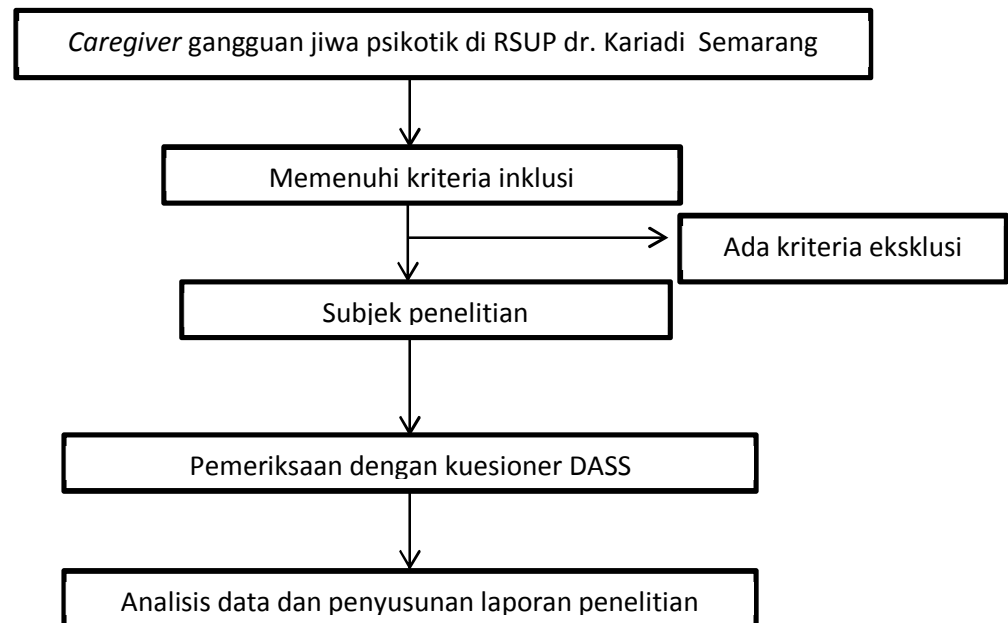 Caregiver gangguan jiwa psikotik di RSUP dr. Kariadi Semarang
Memenuhi kriteria inklusi
Ada kriteria eksklusi
Subjek penelitian
Pemeriksaan dengan kuesioner DASS
Analisis data dan penyusunan laporan penelitian